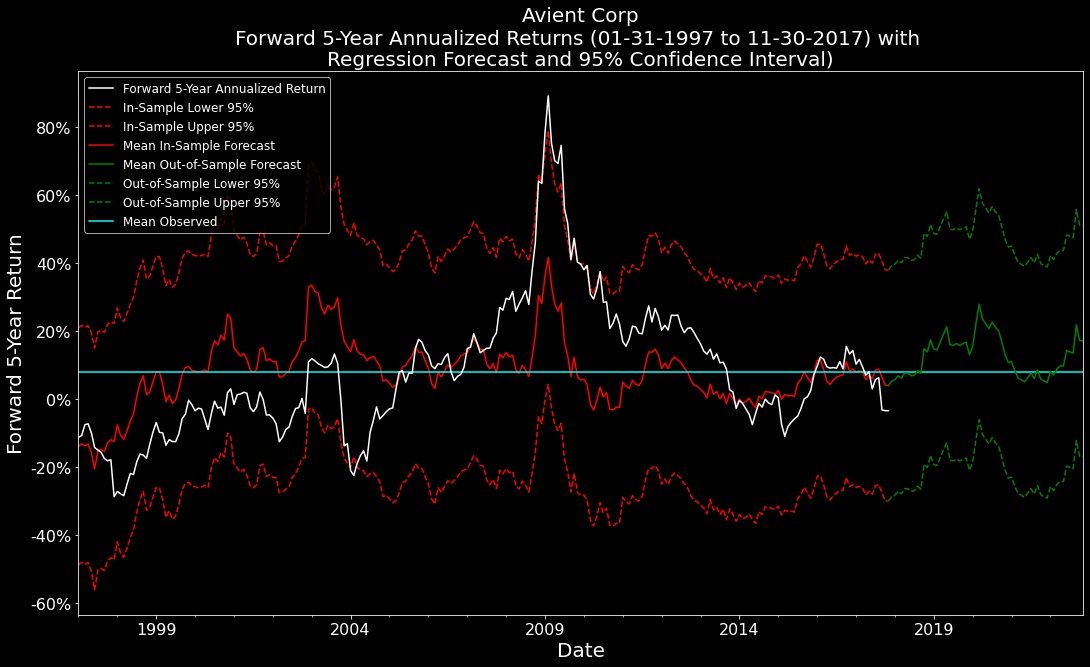 Avient Corp
Forward 5-Year Annualized Returns (01-31-1997 to 11-30-2017) with
Regression Forecast and 95% Confidence Interval)
Forward 5-Year Annualized Return
In-Sample Lower 95%
In-Sample Upper 95%
Mean In-Sample Forecast
Mean Out-of-Sample Forecast
Out-of-Sample Lower 95%
Out-of-Sample Upper 95%
Mean Observed
Forward 5-Year Return
80%
60%
40%
20%
0%
-20%
-40%
-60%
1999
2004
2009
2014
2019
Date